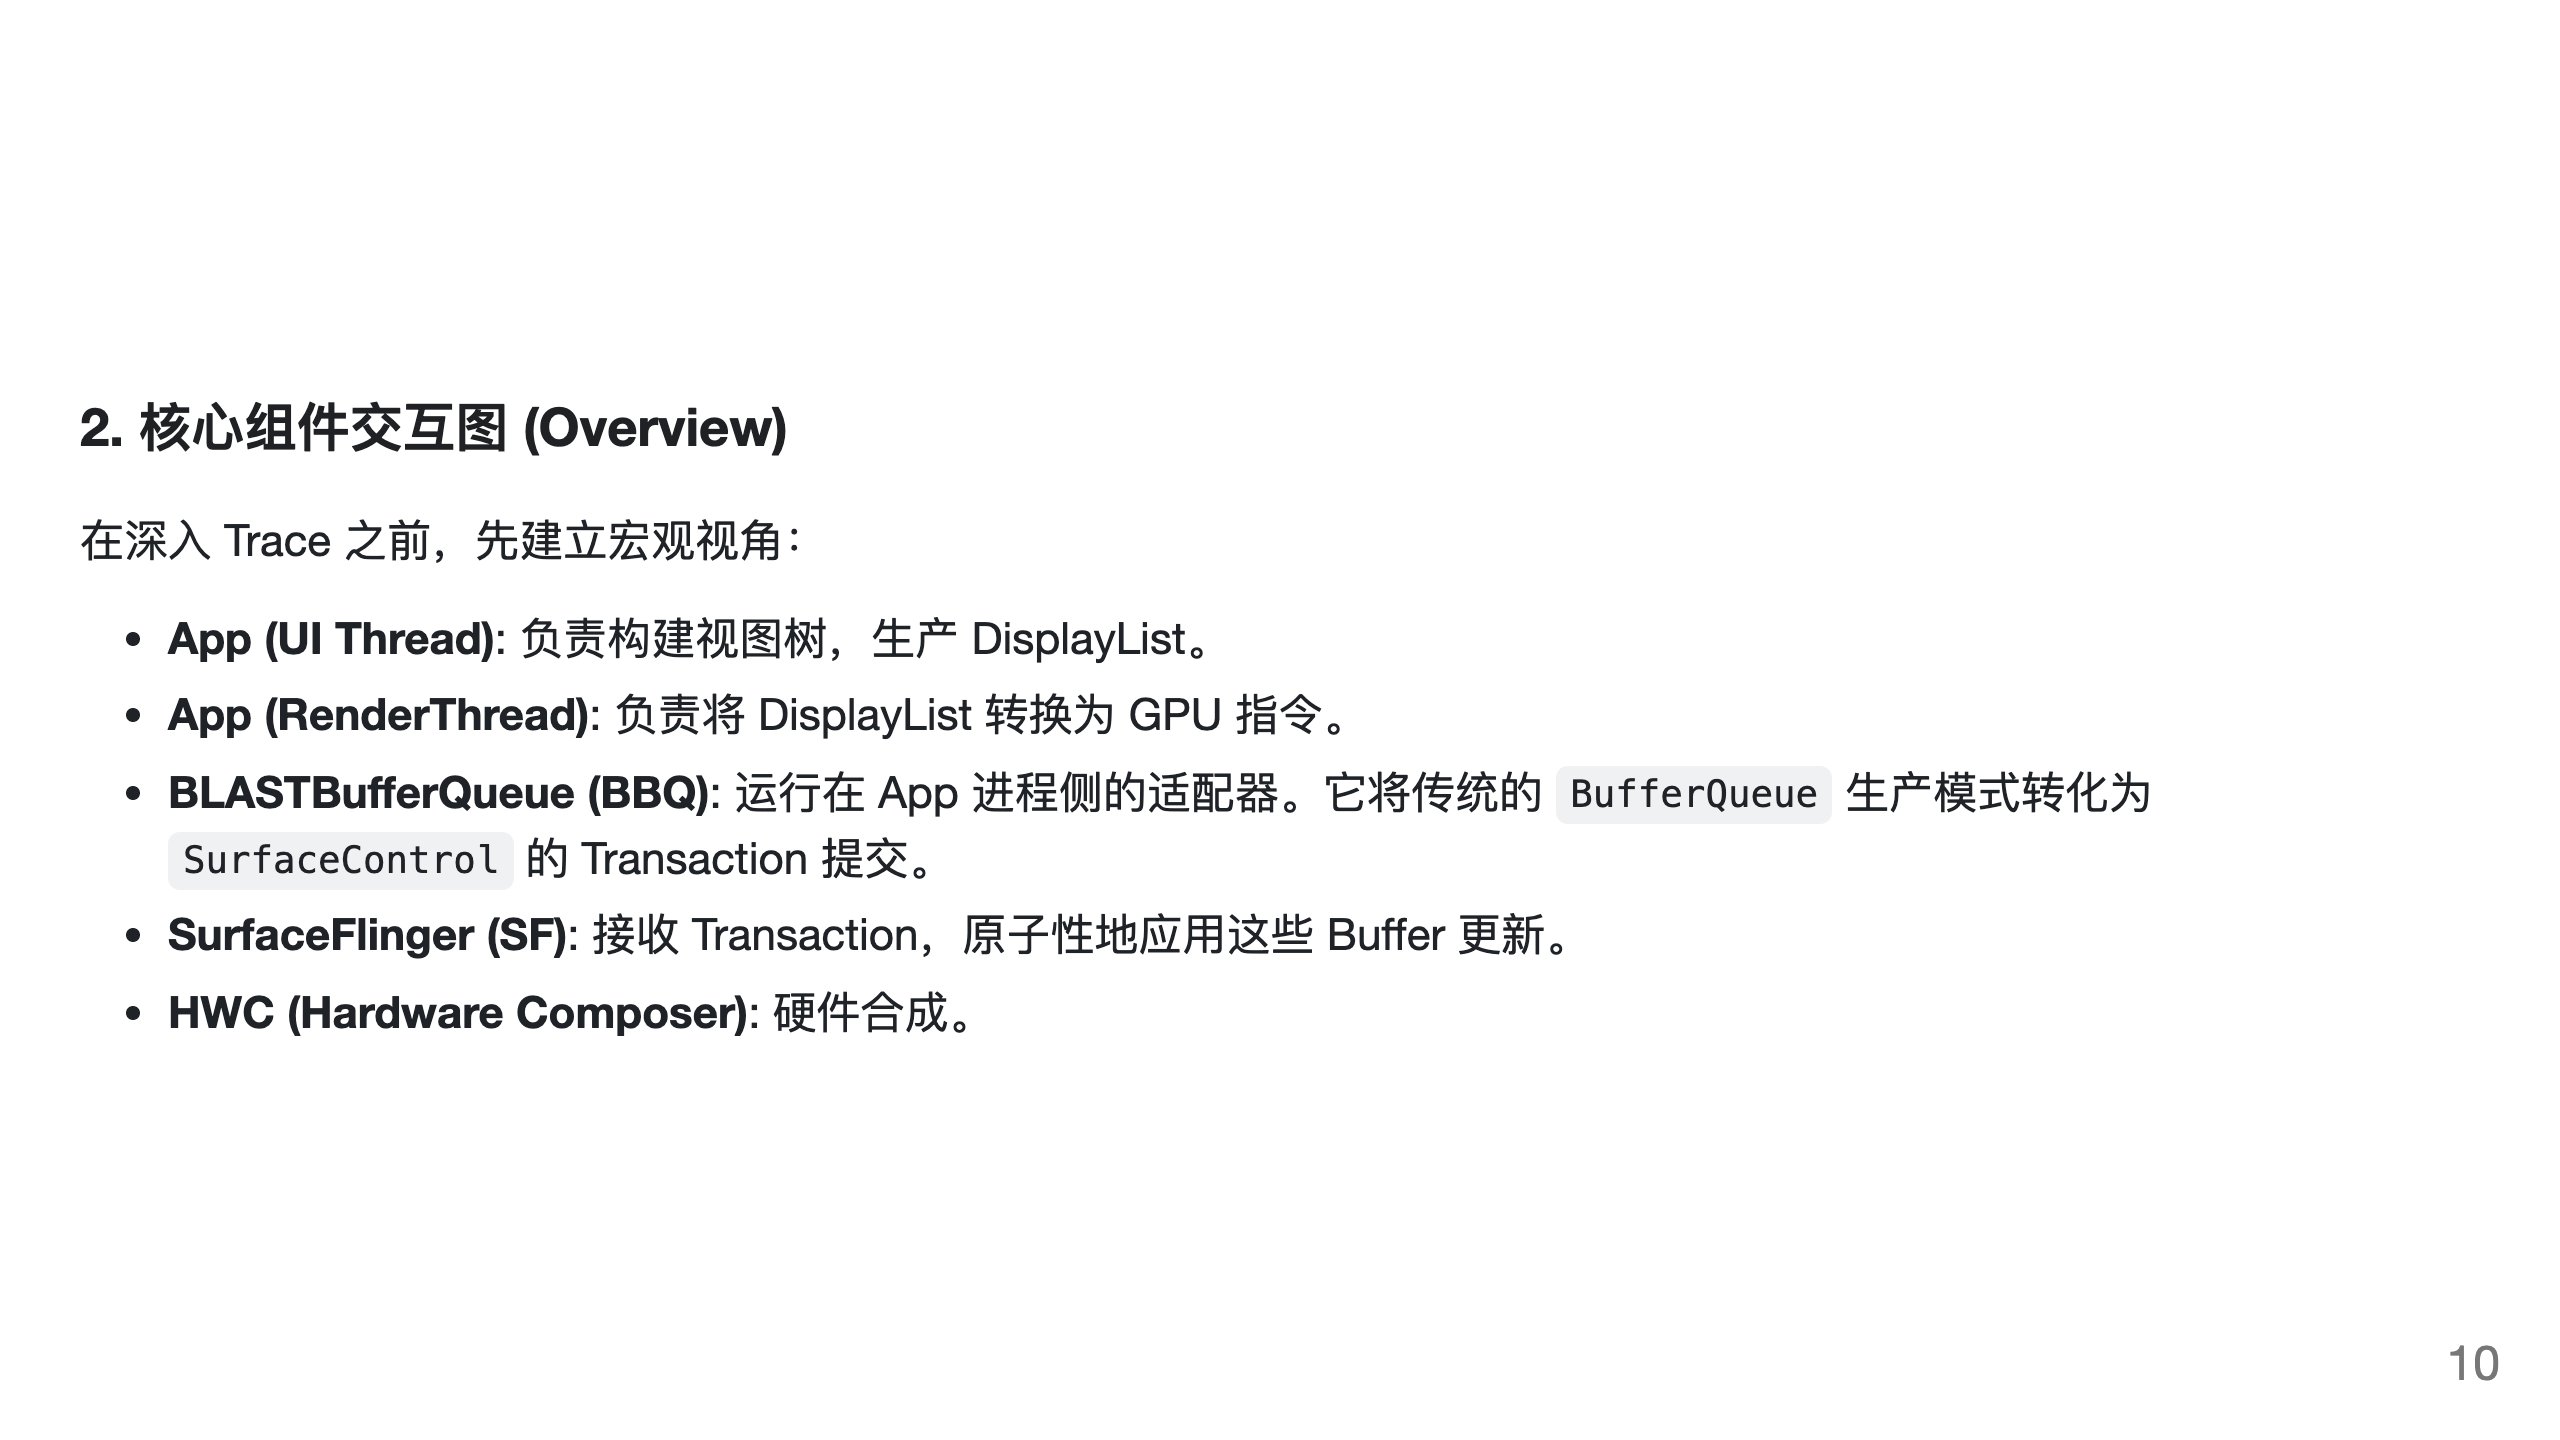 2. 核心组件交互图 (Overview)
在深入 Trace 之前，先建立宏观视角：
• App (UI Thread): 负责构建视图树，生产 DisplayList。
• App (RenderThread): 负责将 DisplayList 转换为 GPU 指令。
• BLASTBufferQueue (BBQ): 运行在 App 进程侧的适配器。它将传统的 BufferQueue 生产模式转化为
SurfaceControl 的 Transaction 提交。
• SurfaceFlinger (SF): 接收 Transaction，原子性地应用这些 Buffer 更新。
• HWC (Hardware Composer): 硬件合成。
10